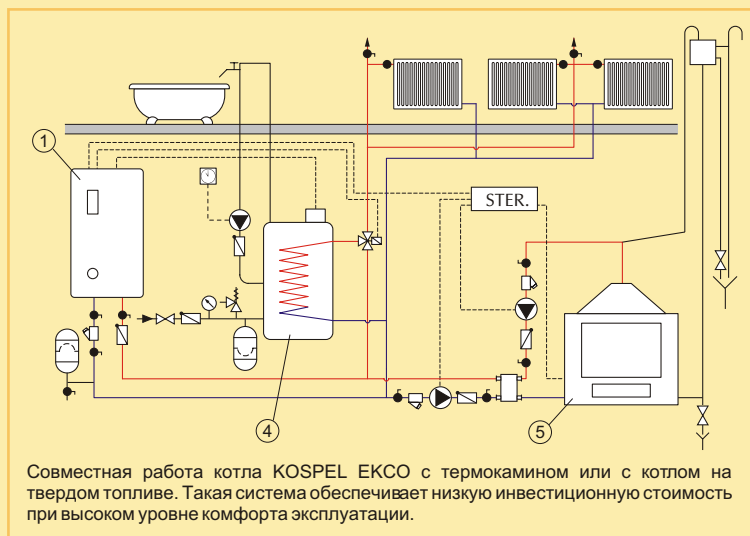 1
STER.
4
5
Совместная работа котла KOSPEL EKCO с термокамином или с котлом на
твердом топливе. Такая система обеспечивает низкую инвестиционную стоимость
при высоком уровне комфорта эксплуатации.